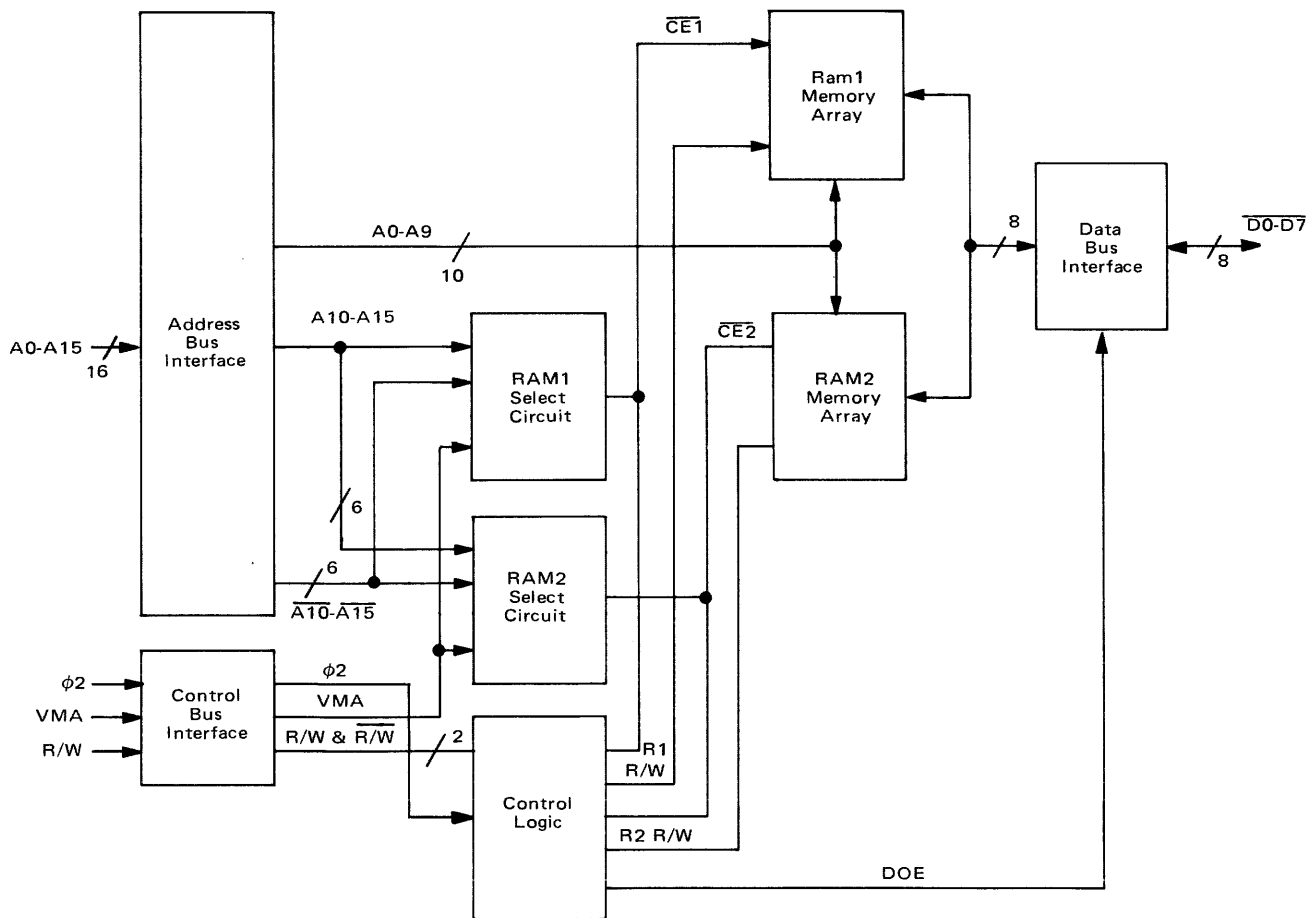 CE1
Ram1
Memory
Array
8
D0-D7
Data
Bus
Interface
8
A0-A9
10
A10-A15
Address
Bus
Interface
A0-A15
16
RAM1
Select
Circuit
CE2
RAM2
Memory
Array
6
6
A10-A15
RAM2
Select
Circuit
φ2
VMA
R/W
Control
Bus
Interface
φ2
VMA
R/W & R/W
2
R1
R/W
Control
Logic
R2 R/W
DOE